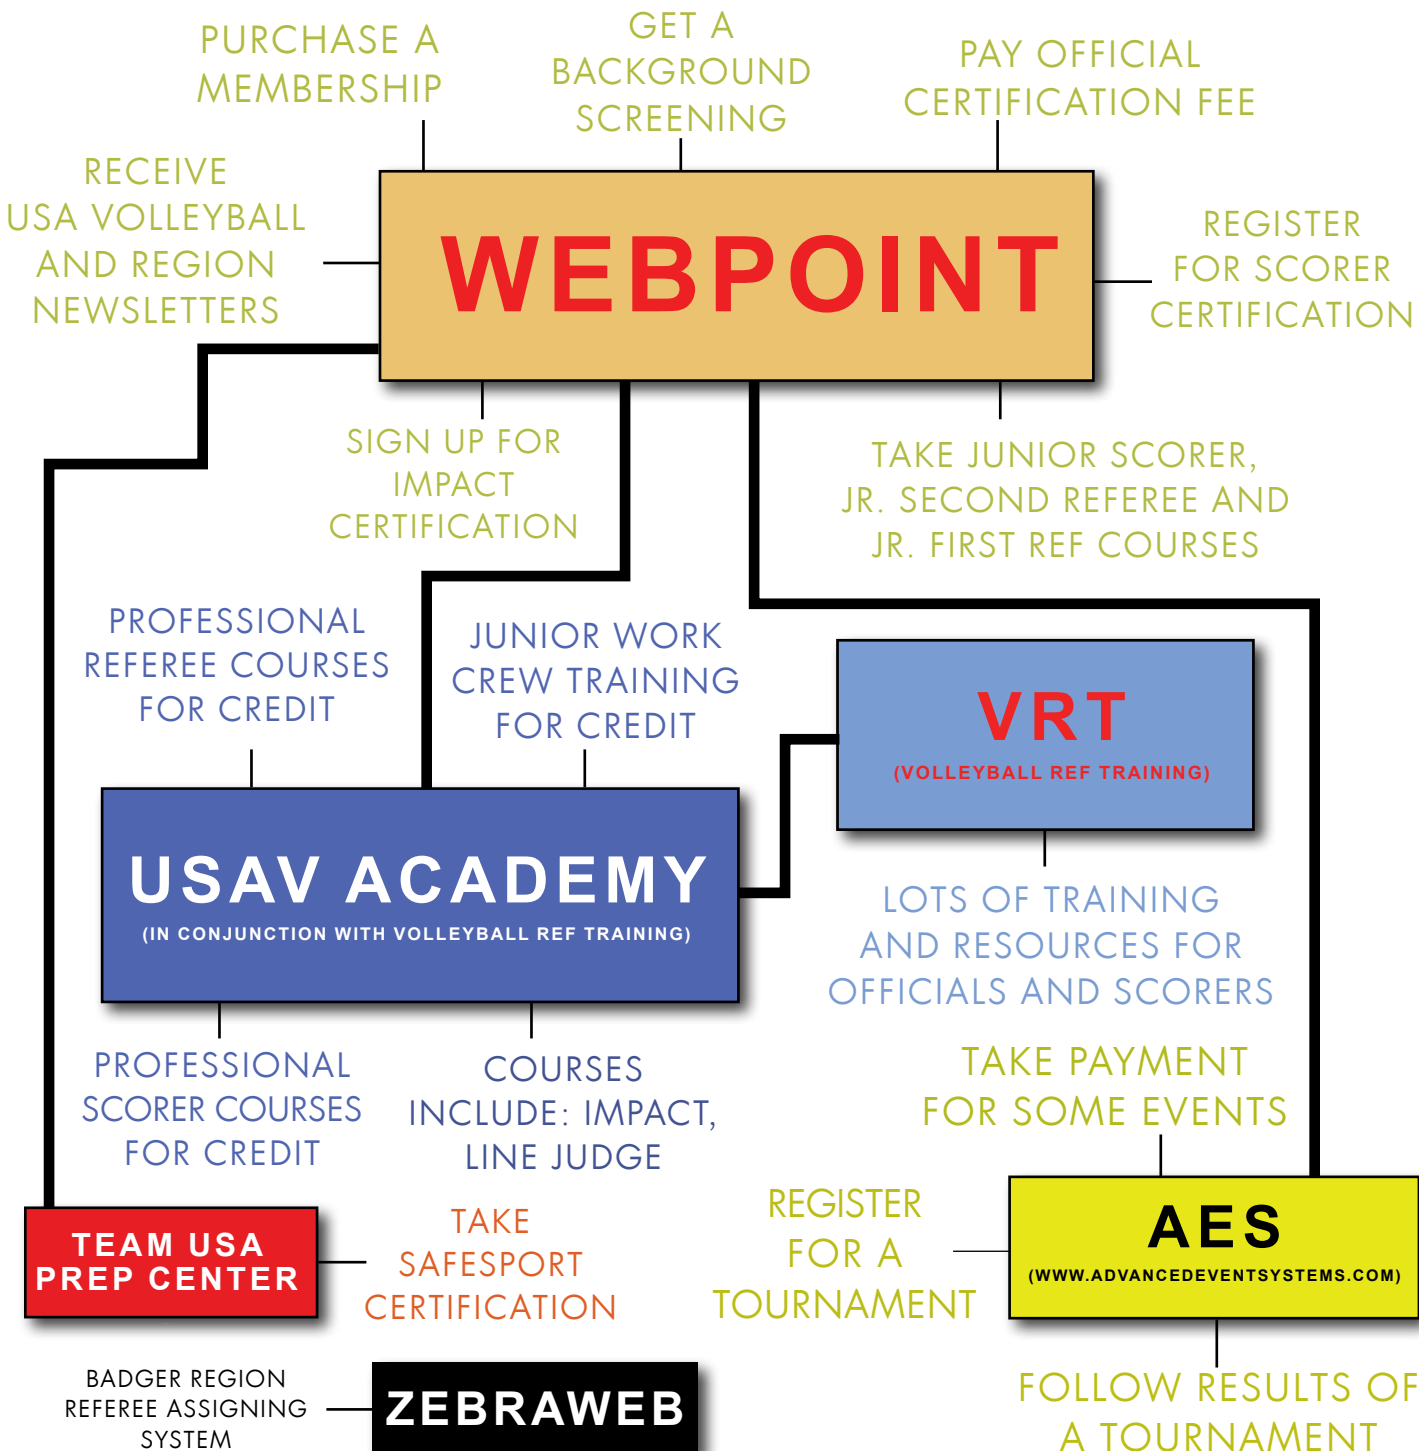 PURCHASE A
MEMBERSHIP
GET A
BACKGROUND
SCREENING
PAY OFFICIAL
CERTIFICATION FEE
RECEIVE
USA VOLLEYBALL
AND REGION
NEWSLETTERS
WEBPOINT
REGISTER
FOR SCORER
CERTIFICATION
SIGN UP FOR
IMPACT
CERTIFICATION
TAKE JUNIOR SCORER,
JR. SECOND REFEREE AND
JR. FIRST REF COURSES
PROFESSIONAL
REFEREE COURSES
FOR CREDIT
JUNIOR WORK
CREW TRAINING
FOR CREDIT
VRT
(VOLLEYBALL REF TRAINING)
USAV ACADEMY
(IN CONJUNCTION WITH VOLLEYBALL REF TRAINING)
LOTS OF TRAINING
AND RESOURCES FOR
OFFICIALS AND SCORERS
PROFESSIONAL
SCORER COURSES
FOR CREDIT
COURSES
INCLUDE: IMPACT,
LINE JUDGE
TAKE PAYMENT
FOR SOME EVENTS
TEAM USA
PREP CENTER
TAKE
SAFESPORT
CERTIFICATION
REGISTER
FOR A
TOURNAMENT
AES
(WWW.ADVANCEDEVENTSYSTEMS.COM)
BADGER REGION
REFEREE ASSIGNING
SYSTEM
ZEBRAWEB
FOLLOW RESULTS OF
A TOURNAMENT